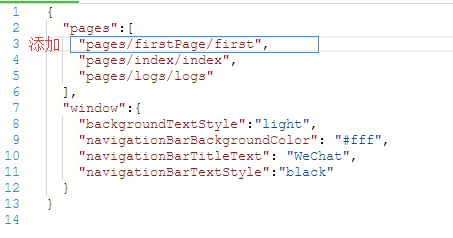 1 {
2 "pages":[
添加 3 "pages/firstPage/first",
4 "pages/index/index",
5 "pages/logs/logs"
6 ],
7 "window":{
8 "backgroundTextStyle":"light",
9 "navigationBarBackgroundColor": "#fff",
10 "navigationBarTitleText": "WeChat",
11 "navigationBarTextStyle":"black"
12 }
13 }
14